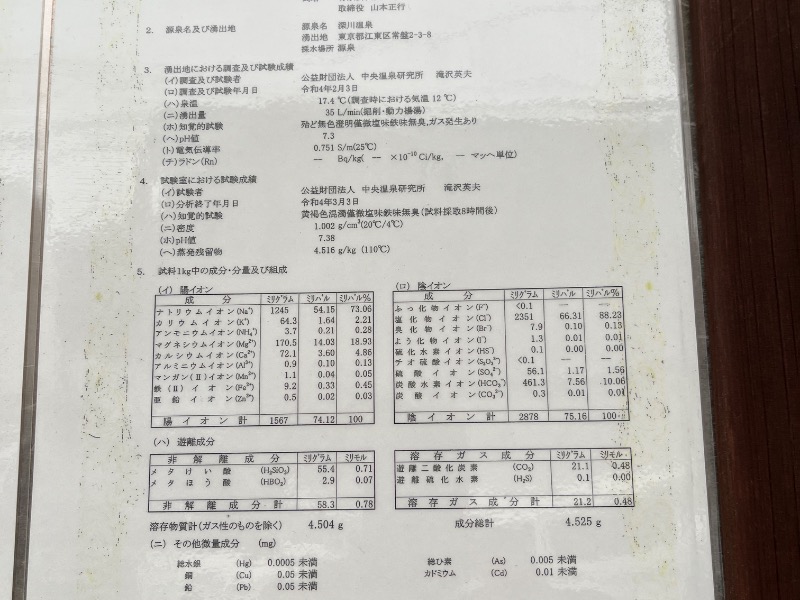 取締役 山本正行
2. 源泉名及び湧出地 源泉名 深川温泉
湧出地 東京都江東区常盤2-3-8
採水場所 源泉
3. 湧出地における調査及び試験成績
(イ)調査及び試験者 公益財団法人 中央温泉研究所 滝沢英夫
(ロ)調査及び試験年月日 令和4年2月3日
(ハ)泉温 17.4 ℃(調査時における気温 12 ℃)
(ニ)湧出量 35 L/min(掘削・動力揚湯)
(ホ)知覚的試験 殆ど無色澄明僅微塩味鉄味無臭,ガス発生あり
(ヘ)pH値 7.3
(ト)電気伝導率 0.751 S/m(25℃)
(チ)ラドン(Rn) — Bq/kg( — ×10⁻¹⁰ Ci/kg, — マッヘ単位)
4. 試験室における試験成績
(イ)試験者 公益財団法人 中央温泉研究所 滝沢英夫
(ロ)分析終了年月日 令和4年3月3日
(ハ)知覚的試験 黄褐色混濁僅微塩味鉄味無臭(試料採取8時間後)
(ニ)密度 1.002 g/cm³(20℃/4℃)
(ホ)pH値 7.38
(ヘ)蒸発残留物 4.516 g/kg (110℃)
5. 試料1kg中の成分・分量及び組成
(イ) 陽イオン
成分 ミリグラム ミリバル ミリバル%
ナトリウムイオン(Na⁺) 1245 54.15 73.06
カリウムイオン(K⁺) 64.3 1.64 2.21
アンモニウムイオン(NH₄⁺) 3.7 0.21 0.28
マグネシウムイオン(Mg²⁺) 170.5 14.03 18.93
カルシウムイオン(Ca²⁺) 72.1 3.60 4.86
アルミニウムイオン(Al³⁺) 0.9 0.10 0.13
マンガン(Ⅱ)イオン(Mn²⁺) 1.1 0.04 0.05
鉄(Ⅱ)イオン(Fe²⁺) 9.2 0.33 0.45
亜鉛イオン(Zn²⁺) 0.5 0.02 0.03
陽イオン計 1567 74.12 100
(ロ) 陰イオン
成分 ミリグラム ミリバル ミリバル%
ふっ化物イオン(F⁻) <0.1 — —
塩化物イオン(Cl⁻) 2351 66.31 88.23
臭化物イオン(Br⁻) 7.9 0.10 0.13
よう化物イオン(I⁻) 1.3 0.01 0.01
硫化水素イオン(HS⁻) 0.1 0.00 0.00
チオ硫酸イオン(S₂O₃²⁻) <0.1 — —
硫酸イオン(SO₄²⁻) 56.1 1.17 1.56
炭酸水素イオン(HCO₃⁻) 461.3 7.56 10.06
炭酸イオン(CO₃²⁻) 0.3 0.01 0.01
陰イオン計 2878 75.16 100
(ハ) 遊離成分
非解離成分 ミリグラム ミリモル
メタけい酸 (H₂SiO₃) 55.4 0.71
メタほう酸 (HBO₂) 2.9 0.07
非解離成分計 58.3 0.78
溶存ガス成分 ミリグラム ミリモル
遊離二酸化炭素 (CO₂) 21.1 0.48
遊離硫化水素 (H₂S) 0.1 0.00
溶存ガス成分計 21.2 0.48
溶存物質計(ガス性のものを除く) 4.504 g 成分総計 4.525 g
(ニ) その他微量成分 (mg)
総水銀 (Hg) 0.0005 未満 総ひ素 (As) 0.005 未満
銅 (Cu) 0.05 未満 カドミウム (Cd) 0.01 未満
鉛 (Pb) 0.05 未満